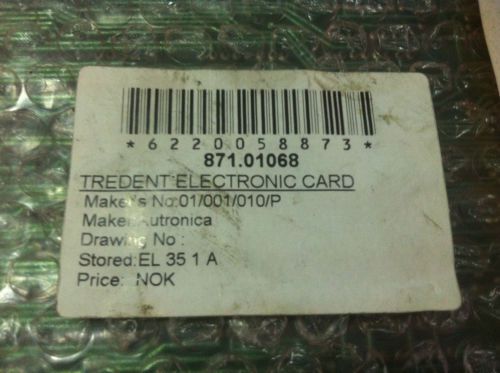 *6220058873*
871.01068
TREDENT ELECTRONIC CARD
Maker's No:01/001/010/P
Maker:Autronica
Drawing No :
Stored:EL 35 1 A
Price: NOK